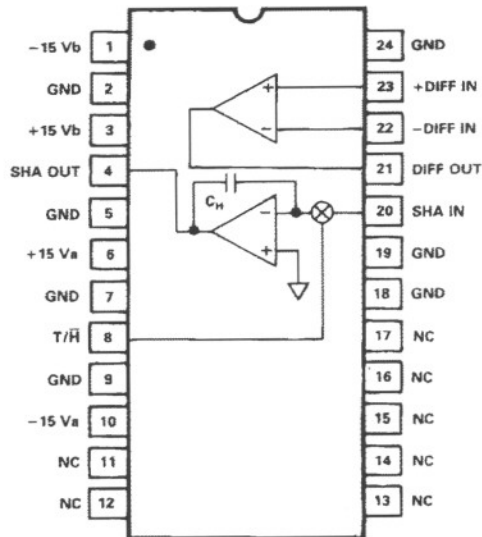 −15 Vb 1
GND 2
+15 Vb 3
SHA OUT 4
GND 5
+15 Va 6
GND 7
T/H̅ 8
GND 9
−15 Va 10
NC 11
NC 12
24 GND
23 +DIFF IN
22 −DIFF IN
21 DIFF OUT
20 SHA IN
19 GND
18 GND
17 NC
16 NC
15 NC
14 NC
13 NC
+
−
CH
−
+